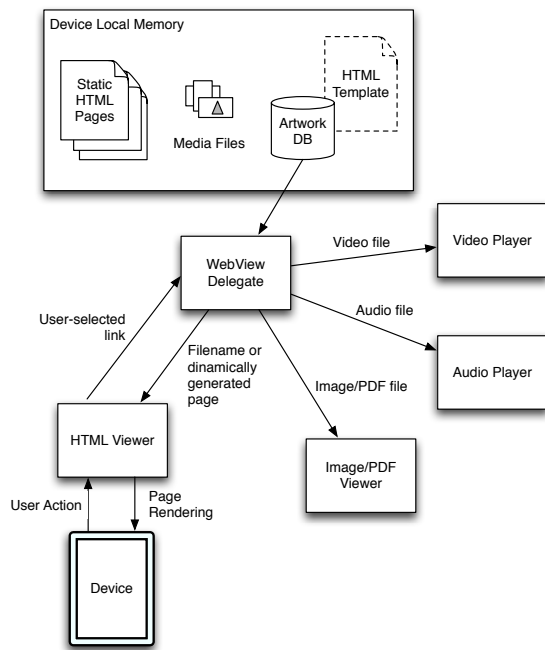 Device Local Memory
Static
HTML
Pages
Media Files
HTML
Template
Artwork
DB
WebView
Delegate
Video file
Video Player
Audio file
Audio Player
User-selected
link
Filename or
dinamically
generated
page
Image/PDF file
HTML Viewer
Image/PDF
Viewer
User Action
Page
Rendering
Device